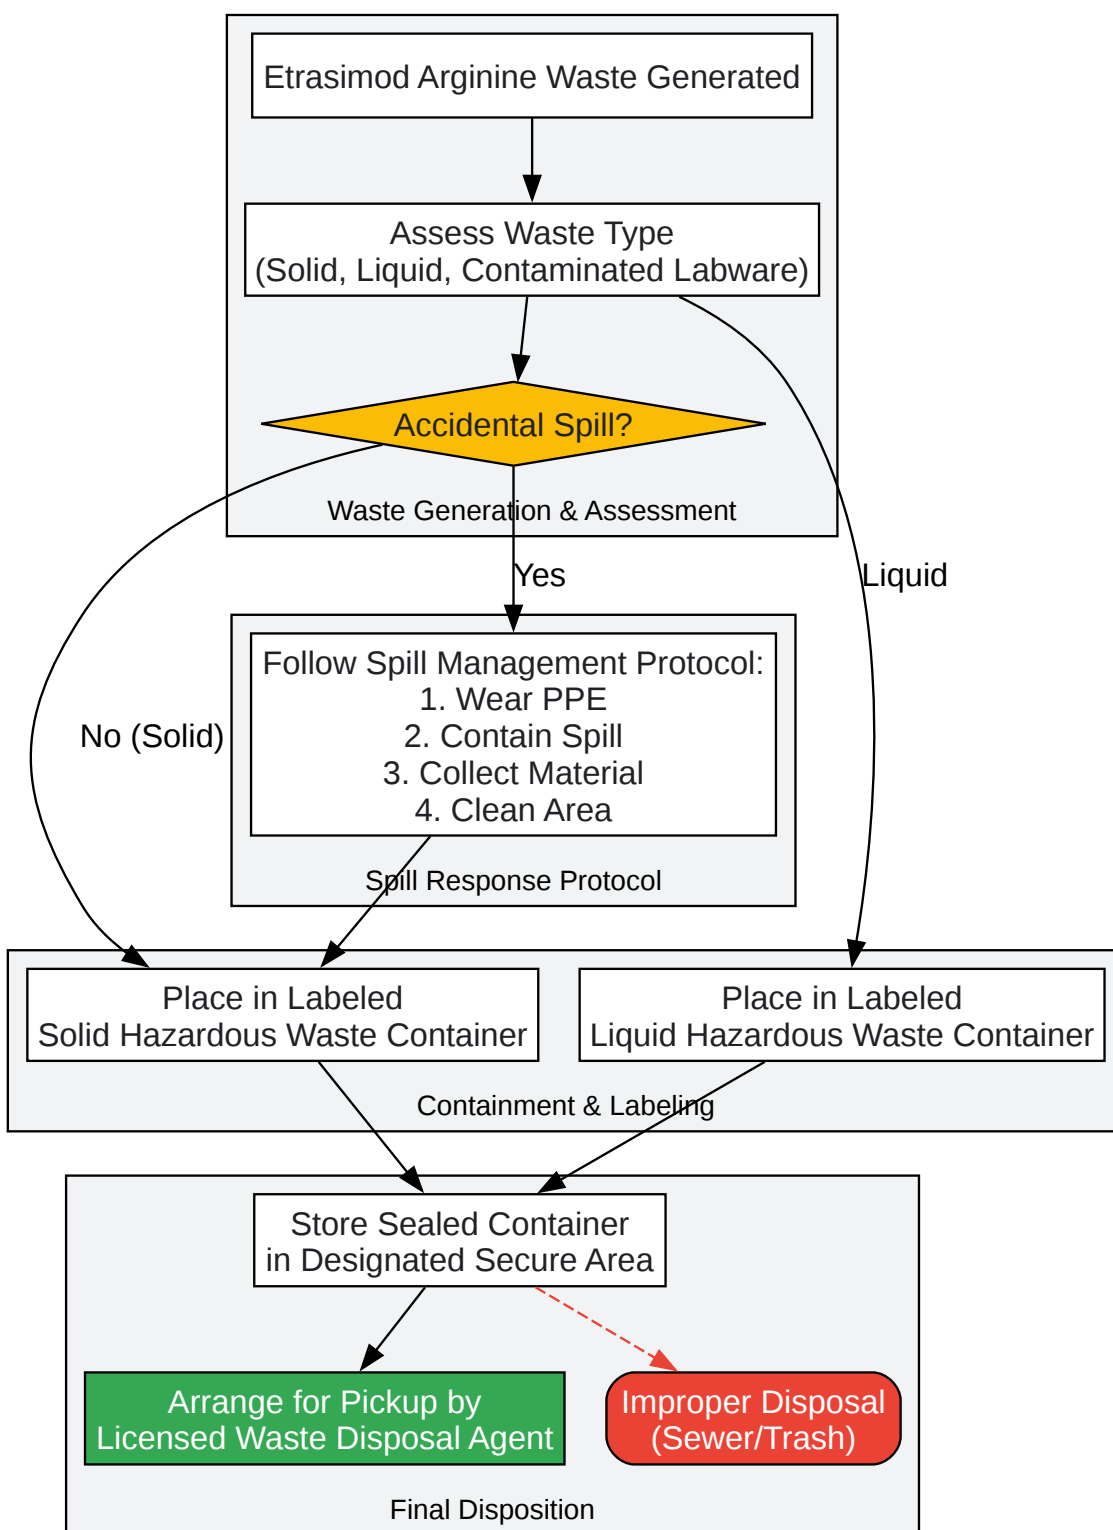 Etrasimod Arginine Waste Generated
Assess Waste Type
(Solid, Liquid, Contaminated Labware)
Accidental Spill?
Waste Generation & Assessment
Yes
Liquid
Follow Spill Management Protocol:
1. Wear PPE
2. Contain Spill
3. Collect Material
4. Clean Area
No (Solid)
Spill Response Protocol
Place in Labeled
Solid Hazardous Waste Container
Place in Labeled
Liquid Hazardous Waste Container
Containment & Labeling
Store Sealed Container
in Designated Secure Area
Arrange for Pickup by
Licensed Waste Disposal Agent
Improper Disposal
(Sewer/Trash)
Final Disposition